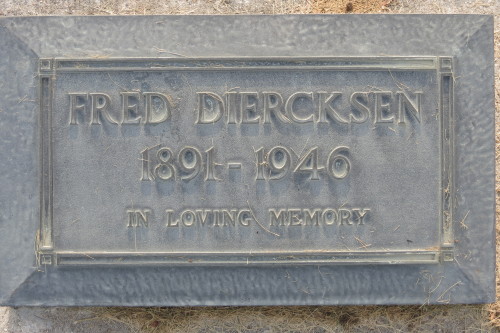 FRED DIERCKSEN
1891-1946
IN LOVING MEMORY